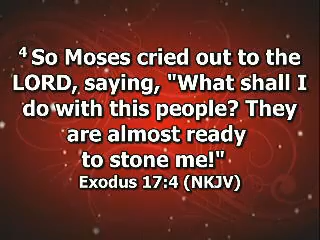 4 So Moses cried out to the
LORD, saying, "What shall I
do with this people? They
are almost ready
to stone me!"
Exodus 17:4 (NKJV)